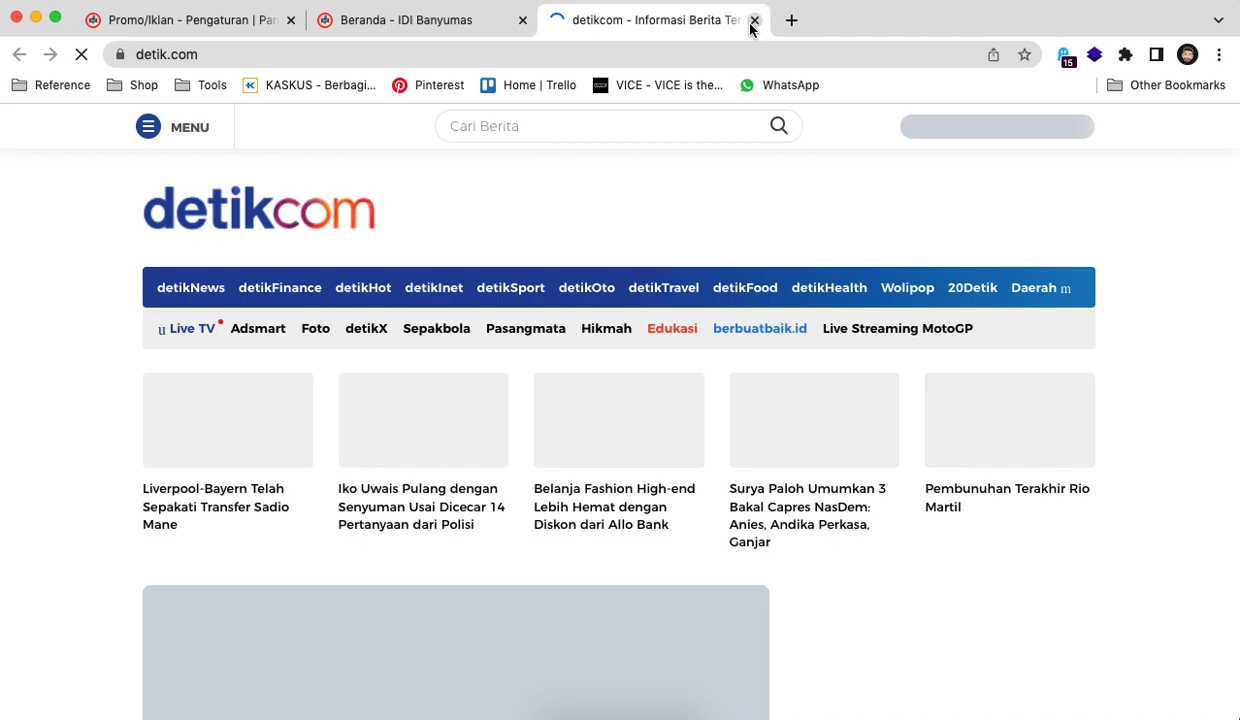 Promo/Iklan - Pengaturan | Pan
Beranda - IDI Banyumas
detikcom - Informasi Berita Ter
detik.com
15
Reference
Shop
Tools
KASKUS - Berbagi...
Pinterest
Home | Trello
VICE - VICE is the...
WhatsApp
Other Bookmarks
MENU
Cari Berita
detikcom
detikNews detikFinance detikHot detikInet detikSport detikOto detikTravel detikFood detikHealth Wolipop 20Detik Daerah m
u Live TV Adsmart Foto detikX Sepakbola Pasangmata Hikmah Edukasi berbuatbaik.id Live Streaming MotoGP
Liverpool-Bayern Telah
Sepakati Transfer Sadio
Mane
Iko Uwais Pulang dengan
Senyuman Usai Dicecar 14
Pertanyaan dari Polisi
Belanja Fashion High-end
Lebih Hemat dengan
Diskon dari Allo Bank
Surya Paloh Umumkan 3
Bakal Capres NasDem:
Anies, Andika Perkasa,
Ganjar
Pembunuhan Terakhir Rio
Martil